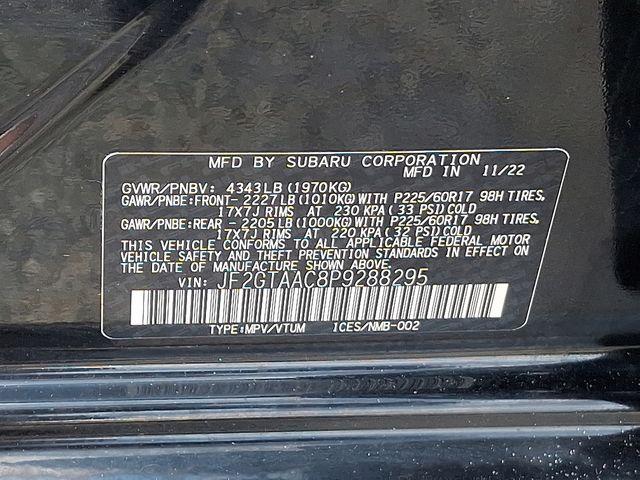 MFD BY SUBARU CORPORATION
MFD IN 11/22
GVWR/PNBV: 4343LB(1970KG)
GAWR/PNBE:FRONT- 2227LB(1010KG)WITH P225/60R17 98H TIRES,
17X7J RIMS AT 230 KPA(33 PSI)COLD
GAWR/PNBE:REAR - 2205LB(1000KG)WITH P225/60R17 98H TIRES,
17X7J RIMS AT 220 KPA(32 PSI)COLD
THIS VEHICLE CONFORMS TO ALL APPLICABLE FEDERAL MOTOR
VEHICLE SAFETY AND THEFT PREVENTION STANDARDS IN EFFECT ON
THE DATE OF MANUFACTURE SHOWN ABOVE.
VIN: JF2GTAAC8P9288295
TYPE:MPV/VTUM ICES/NMB-002